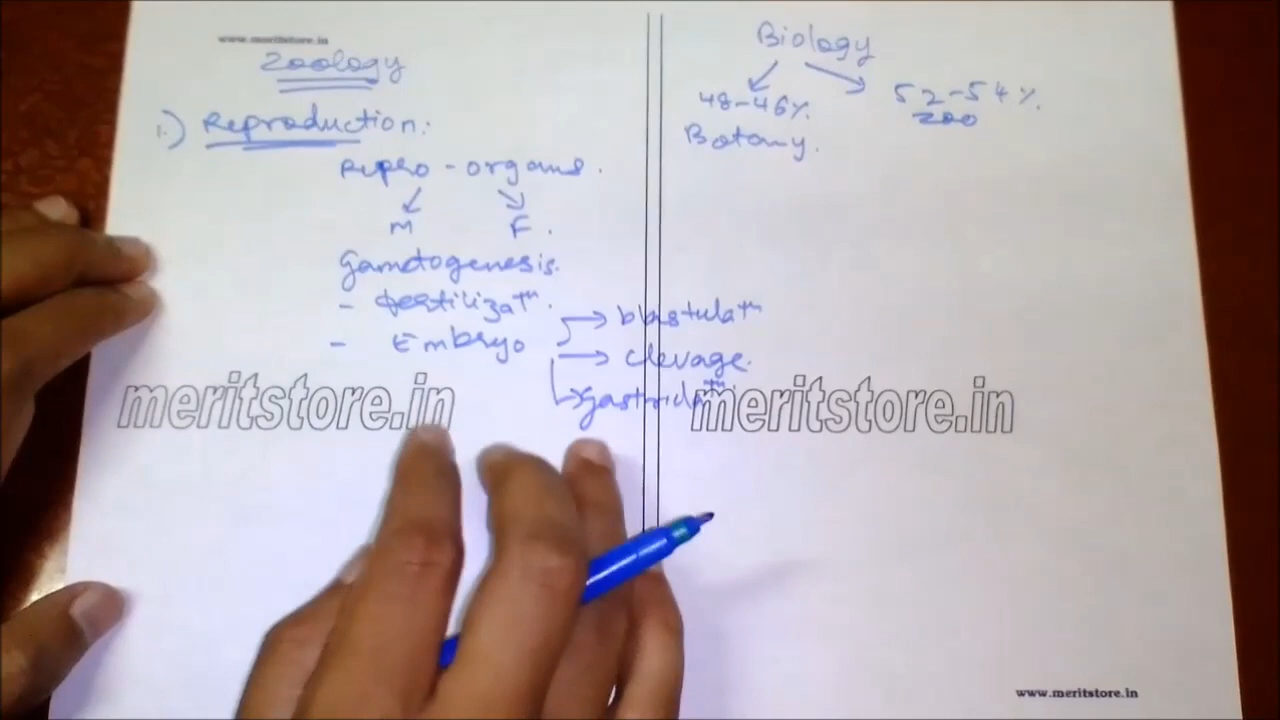 www.meritstore.in
Zoology
1.) Reproduction:
Repro - organs.
M F.
Gametogenesis.
- fertilizatn.
- Embryo
→ blastulatn
→ clevage.
→ gastrulatn
meritstore.in
Biology
48-46%. 52-54%.
Botany. zoo
meritstore.in
www.meritstore.in